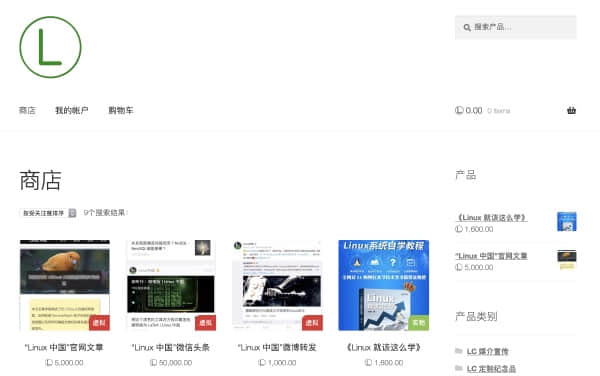 L
搜索产品…
商店
我的帐户
购物车
0.00
0 items
商店
按受关注度排序
9个搜索结果：
虚拟
"Linux 中国"官网文章
5,000.00
虚拟
"Linux 中国"微信头条
50,000.00
虚拟
"Linux 中国"微博转发
1,000.00
Linux系统自学教程
实物
《Linux 就该这么学》
1,600.00
产品
《Linux 就该这么学》
1,600.00
"Linux 中国"官网文章
5,000.00
产品类别
LC 媒介宣传
LC 定制纪念品